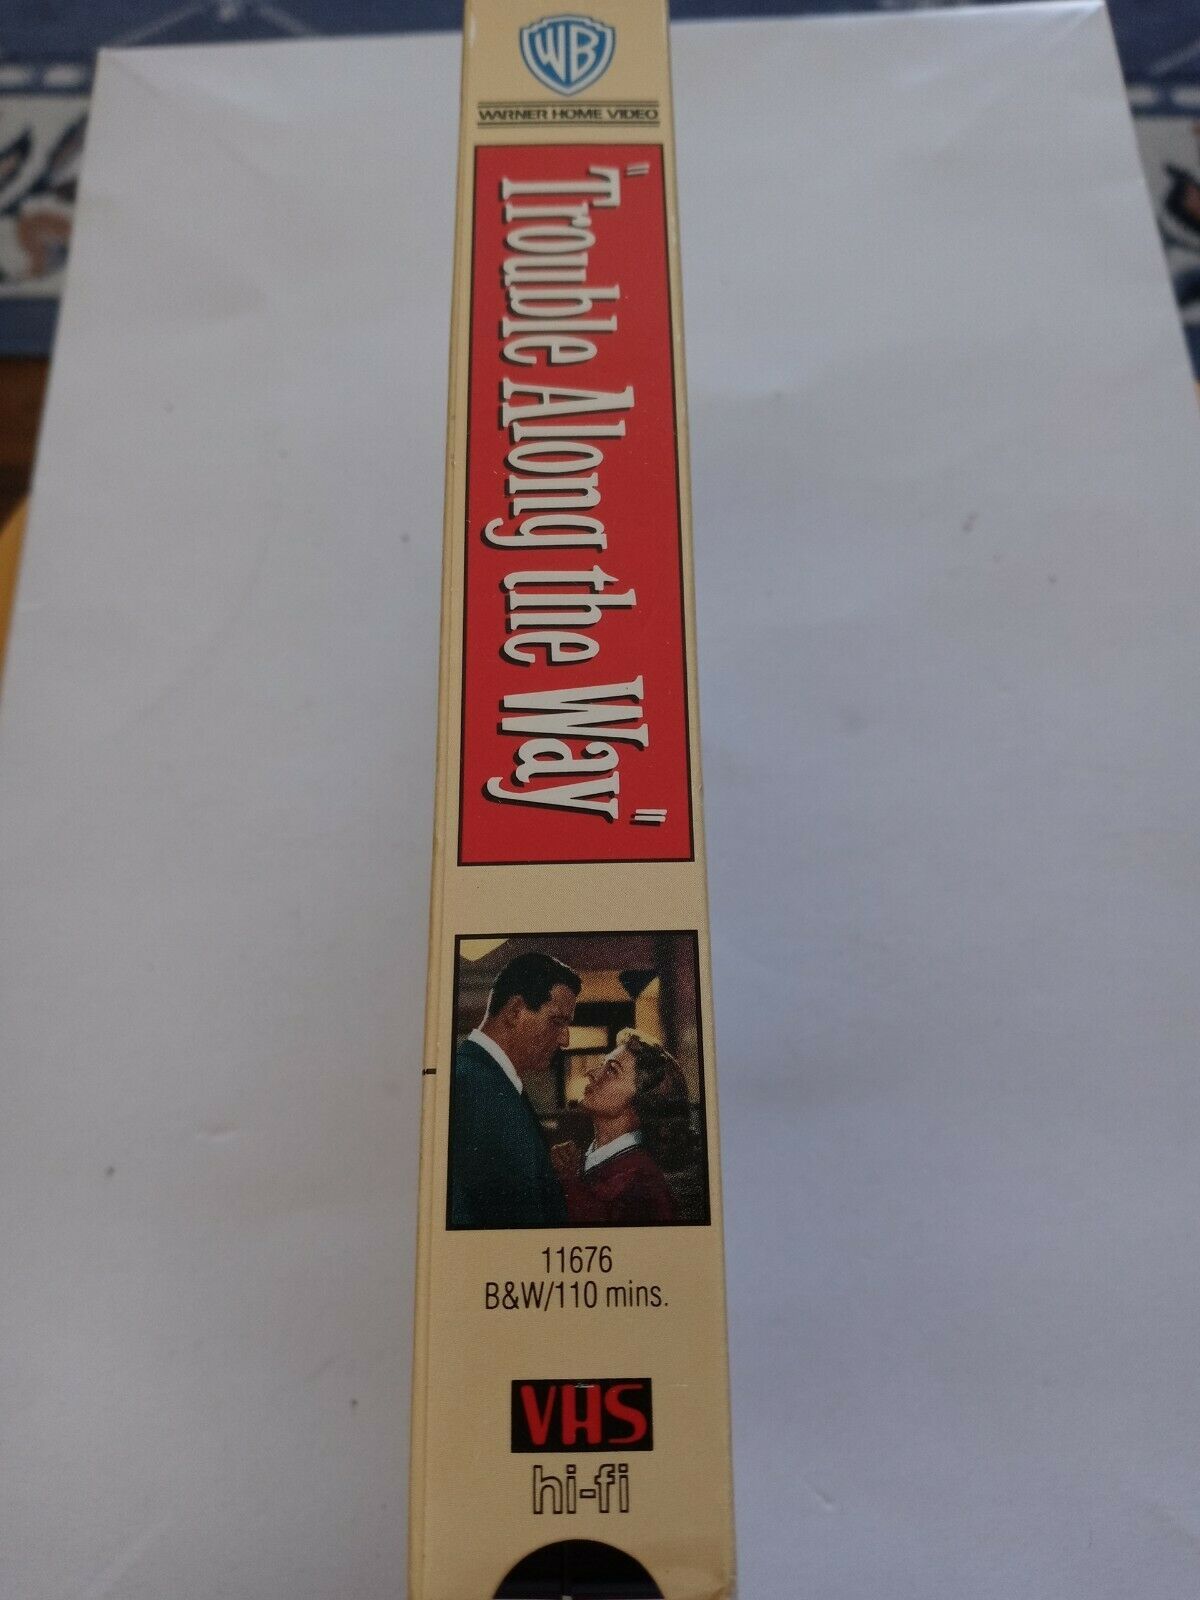 WB
WARNER HOME VIDEO
"Trouble Along the Way"
11676
B&W/110 mins.
VHS
hi-fi